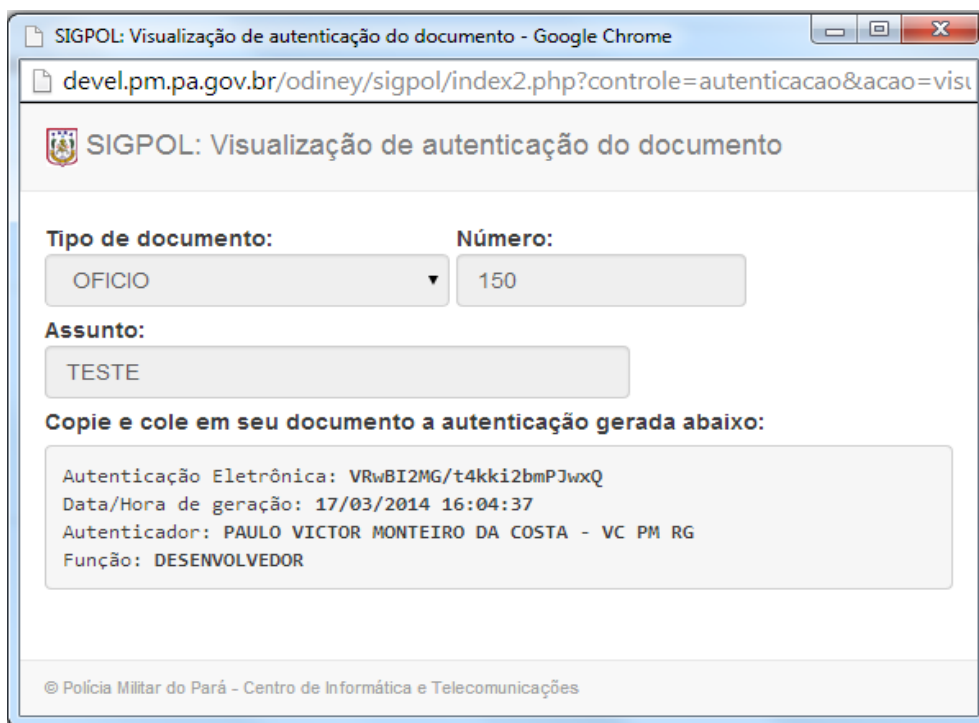 SIGPOL: Visualização de autenticação do documento - Google Chrome
devel.pm.pa.gov.br/odiney/sigpol/index2.php?controle=autenticacao&acao=visu
SIGPOL: Visualização de autenticação do documento
Tipo de documento: Número:
OFICIO 150
Assunto:
TESTE
Copie e cole em seu documento a autenticação gerada abaixo:
Autenticação Eletrônica: VRwBI2MG/t4kki2bmPJwxQ
Data/Hora de geração: 17/03/2014 16:04:37
Autenticador: PAULO VICTOR MONTEIRO DA COSTA - VC PM RG
Função: DESENVOLVEDOR
© Polícia Militar do Pará - Centro de Informática e Telecomunicações